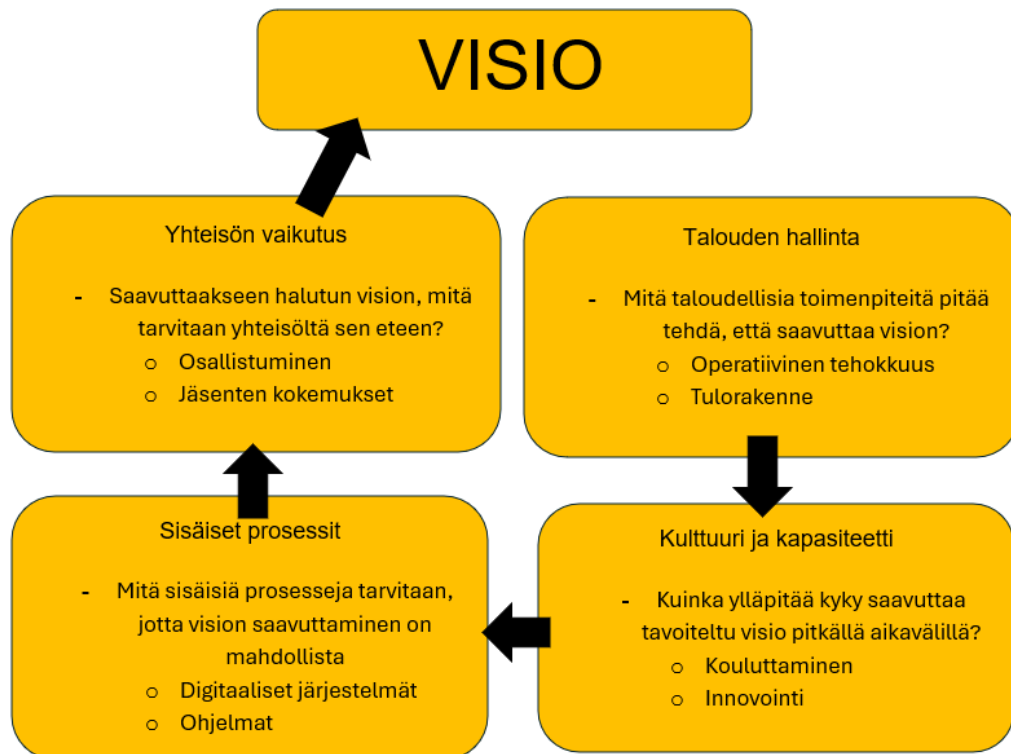 VISIO
Yhteisön vaikutus
- Saavuttaakseen halutun vision, mitä
tarvitaan yhteisöltä sen eteen?
o Osallistuminen
o Jäsenten kokemukset
Talouden hallinta
- Mitä taloudellisia toimenpiteitä pitää
tehdä, että saavuttaa vision?
o Operatiivinen tehokkuus
o Tulorakenne
Sisäiset prosessit
- Mitä sisäisiä prosesseja tarvitaan,
jotta vision saavuttaminen on
mahdollista
o Digitaaliset järjestelmät
o Ohjelmat
Kulttuuri ja kapasiteetti
- Kuinka ylläpitää kyky saavuttaa
tavoiteltu visio pitkällä aikavälillä?
o Kouluttaminen
o Innovointi